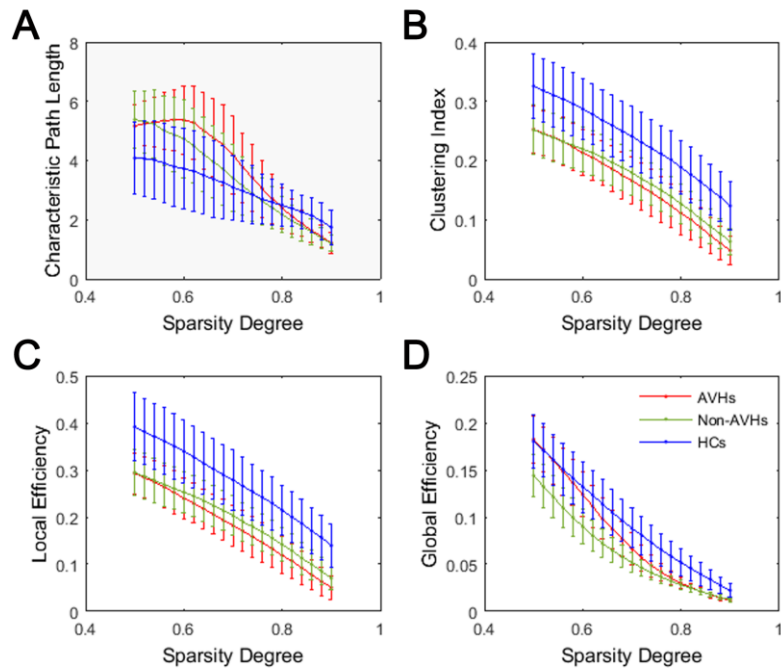 A
Characteristic Path Length
8
6
4
2
0
0.4
0.6
0.8
1
Sparsity Degree
B
Clustering Index
0.4
0.3
0.2
0.1
0
0.4
0.6
0.8
1
Sparsity Degree
C
Local Efficiency
0.5
0.4
0.3
0.2
0.1
0
0.4
0.6
0.8
1
Sparsity Degree
D
Global Efficiency
0.25
0.2
0.15
0.1
0.05
0
0.4
0.6
0.8
1
Sparsity Degree
AVHs
Non-AVHs
HCs